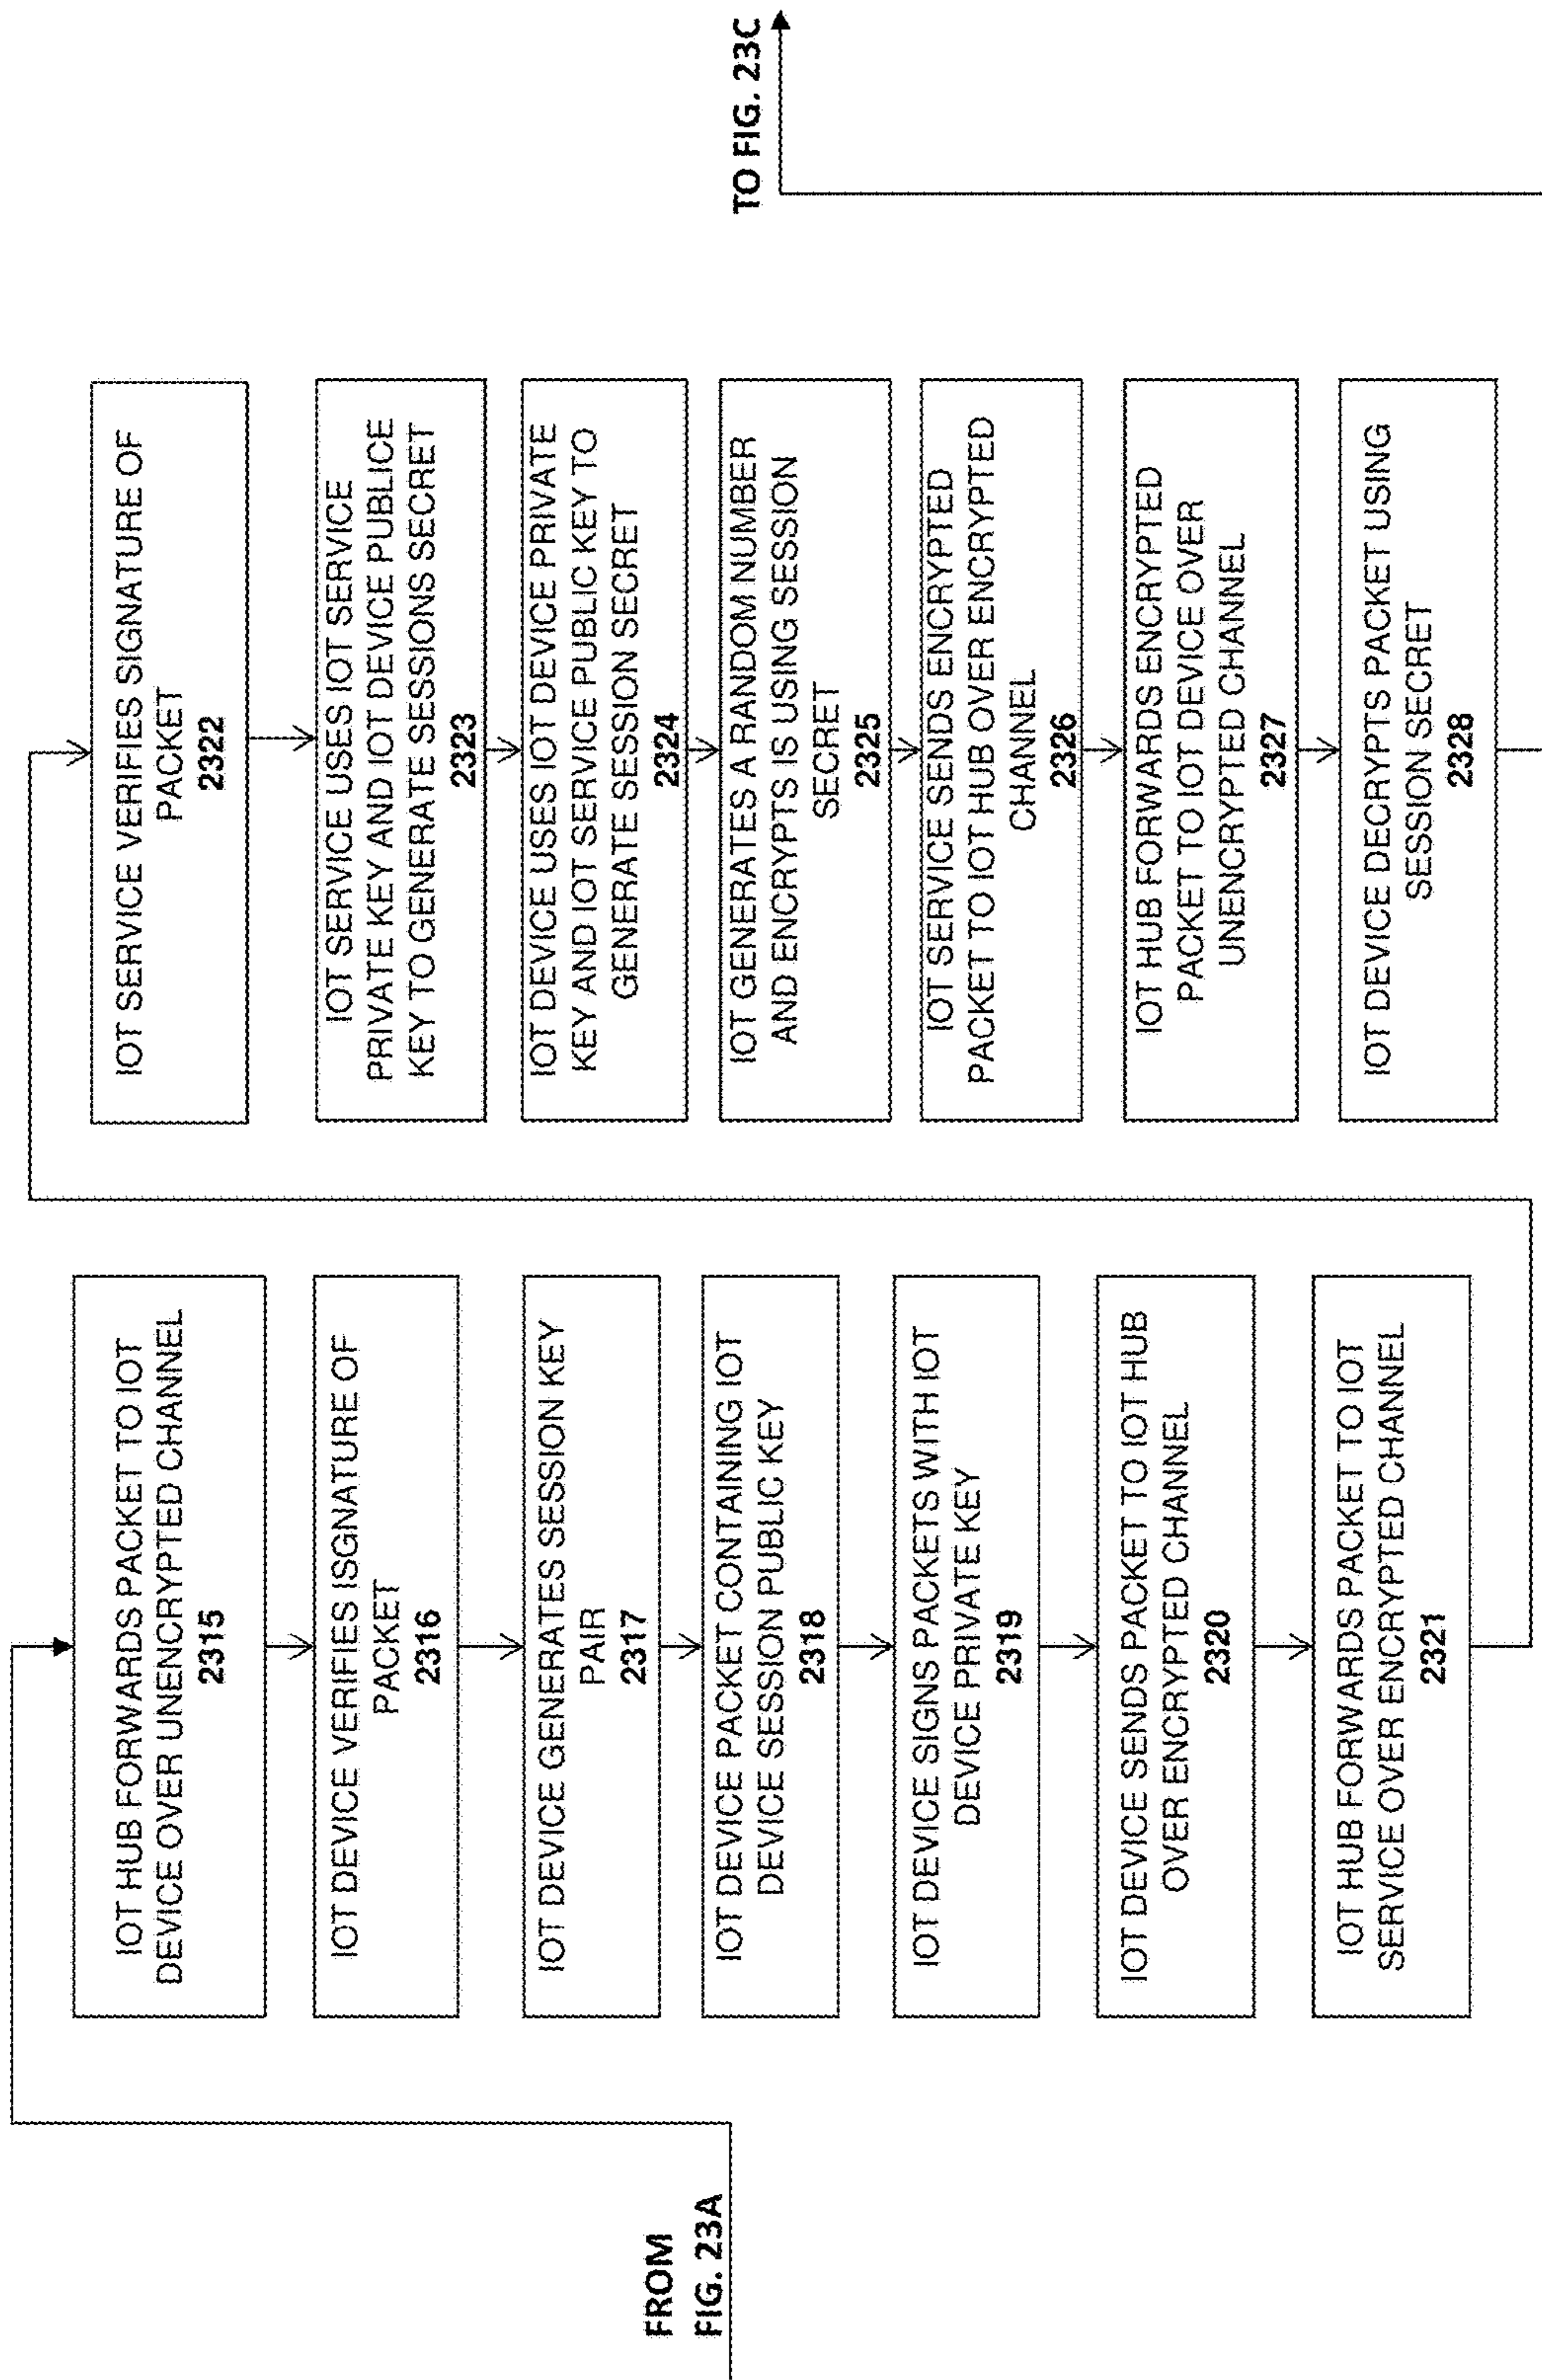 FROM
FIG. 23A
IOT HUB FORWARDS PACKET TO IOT
DEVICE OVER UNENCRYPTED CHANNEL
2315
IOT DEVICE VERIFIES ISGNATURE OF
PACKET
2316
IOT DEVICE GENERATES SESSION KEY
PAIR
2317
IOT DEVICE PACKET CONTAINING IOT
DEVICE SESSION PUBLIC KEY
2318
IOT DEVICE SIGNS PACKETS WITH IOT
DEVICE PRIVATE KEY
2319
IOT DEVICE SENDS PACKET TO IOT HUB
OVER ENCRYPTED CHANNEL
2320
IOT HUB FORWARDS PACKET TO IOT
SERVICE OVER ENCRYPTED CHANNEL
2321
IOT SERVICE VERIFIES SIGNATURE OF
PACKET
2322
IOT SERVICE USES IOT SERVICE
PRIVATE KEY AND IOT DEVICE PUBLICE
KEY TO GENERATE SESSIONS SECRET
2323
IOT DEVICE USES IOT DEVICE PRIVATE
KEY AND IOT SERVICE PUBLIC KEY TO
GENERATE SESSION SECRET
2324
IOT GENERATES A RANDOM NUMBER
AND ENCRYPTS IS USING SESSION
SECRET
2325
IOT SERVICE SENDS ENCRYPTED
PACKET TO IOT HUB OVER ENCRYPTED
CHANNEL
2326
IOT HUB FORWARDS ENCRYPTED
PACKET TO IOT DEVICE OVER
UNENCRYPTED CHANNEL
2327
IOT DEVICE DECRYPTS PACKET USING
SESSION SECRET
2328
TO FIG. 23C